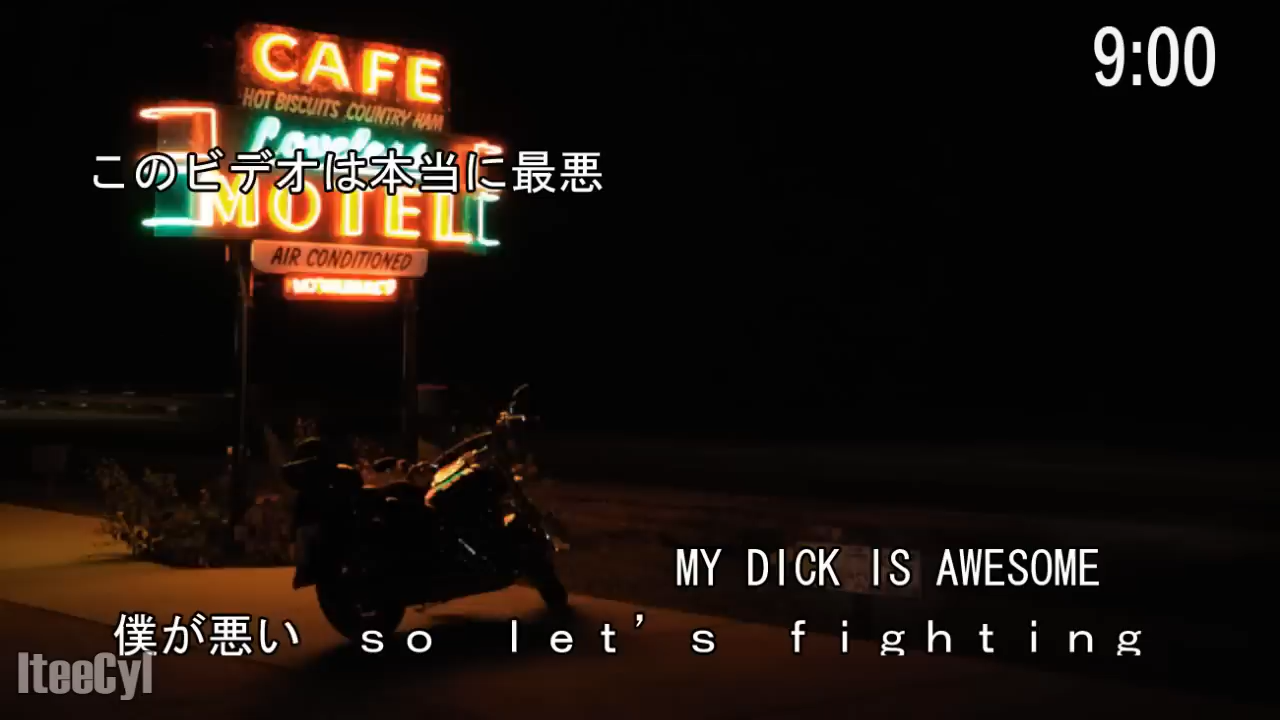 CAFE
9:00
HOT BISCUITS COUNTRY HAM
このビデオは本当に最悪
MOTEL
AIR CONDITIONED
MY DICK IS AWESOME
僕が悪い ｓｏ ｌｅｔ’ｓ ｆｉｇｈｔｉｎｇ
IteeCyl